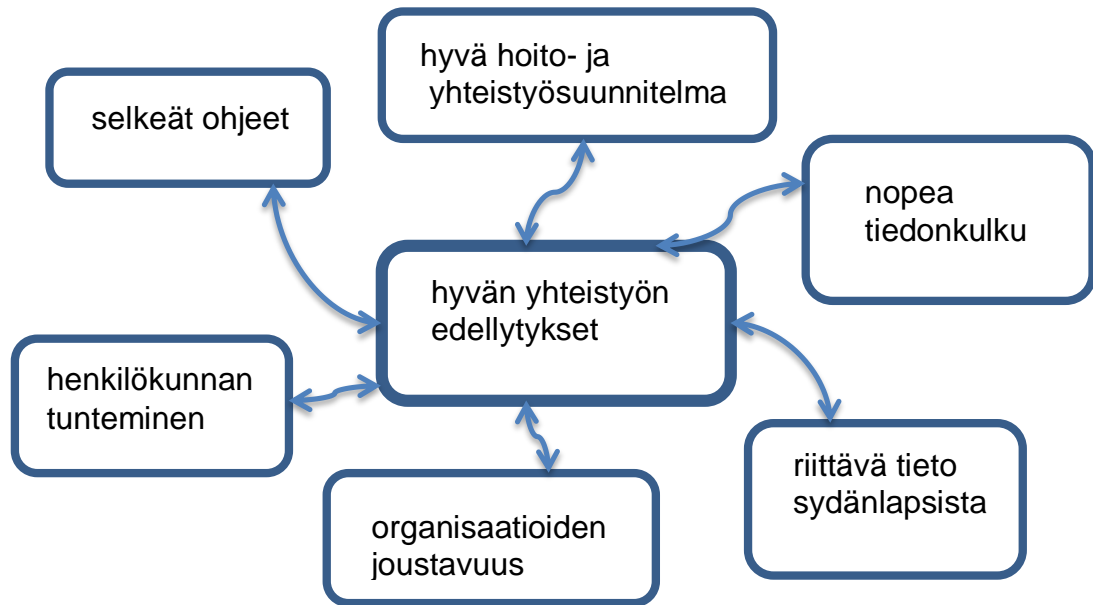 hyvä hoito- ja
yhteistyösuunnitelma
selkeät ohjeet
nopea
tiedonkulku
hyvän yhteistyön
edellytykset
henkilökunnan
tunteminen
riittävä tieto
sydänlapsista
organisaatioiden
joustavuus